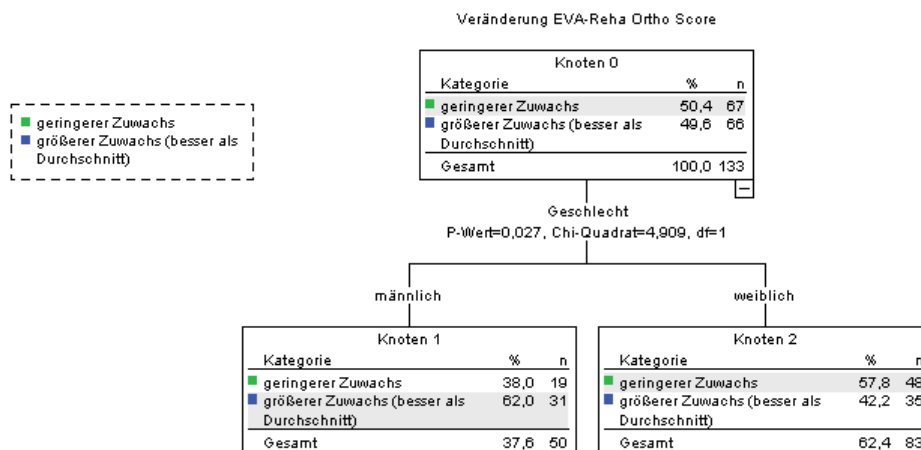 Veränderung EVA-Reha Ortho Score
geringerer Zuwachs
größerer Zuwachs (besser als
Durchschnitt)
Knoten 0
Kategorie % n
geringerer Zuwachs 50,4 67
größerer Zuwachs (besser als 49,6 66
Durchschnitt)
Gesamt 100,0 133
Geschlecht
P-Wert=0,027, Chi-Quadrat=4,909, df=1
männlich
weiblich
Knoten 1
Kategorie % n
geringerer Zuwachs 38,0 19
größerer Zuwachs (besser als 62,0 31
Durchschnitt)
Gesamt 37,6 50
Knoten 2
Kategorie % n
geringerer Zuwachs 57,8 48
größerer Zuwachs (besser als 42,2 35
Durchschnitt)
Gesamt 62,4 83